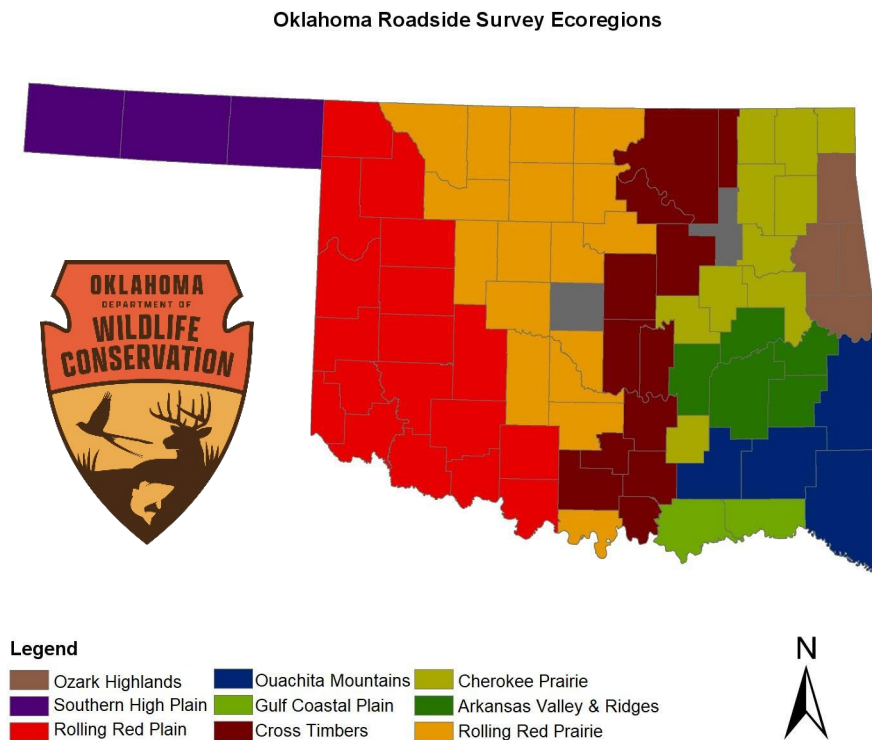 Oklahoma Roadside Survey Ecoregions
OKLAHOMA
DEPARTMENT OF
WILDLIFE
CONSERVATION
Legend
Ozark Highlands
Southern High Plain
Rolling Red Plain
Ouachita Mountains
Gulf Coastal Plain
Cross Timbers
Cherokee Prairie
Arkansas Valley & Ridges
Rolling Red Prairie
N